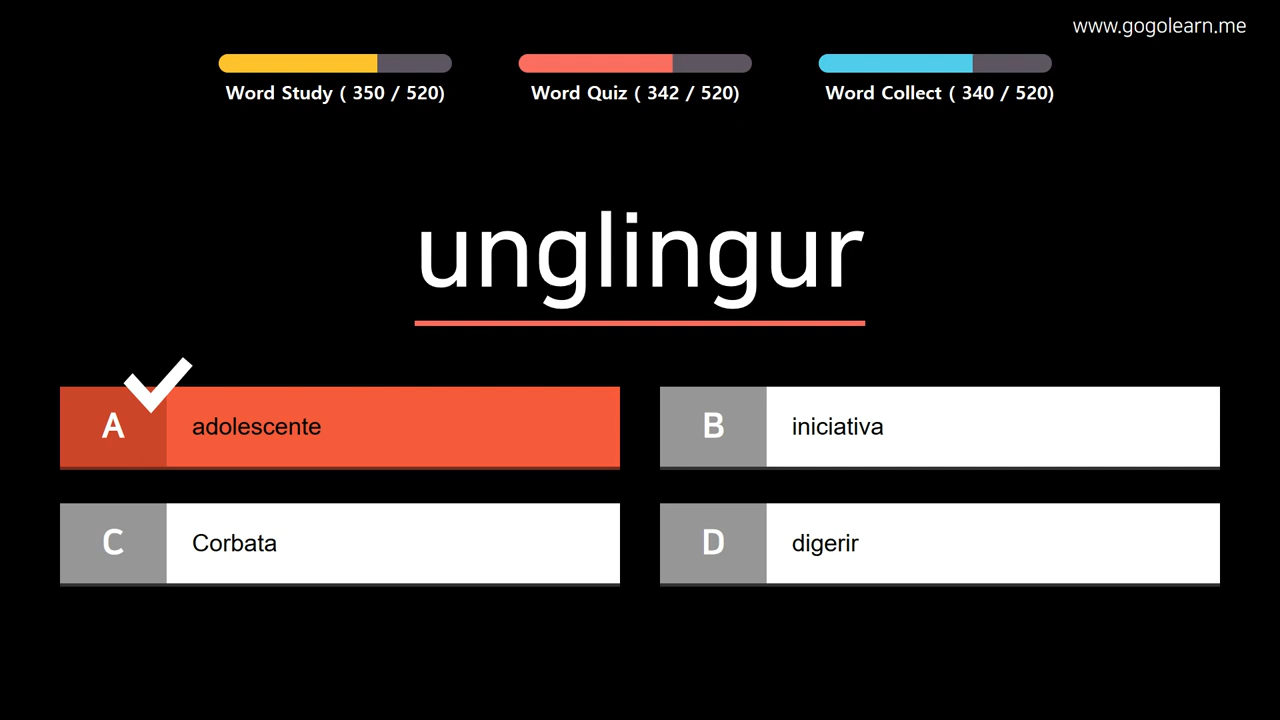 www.gogolearn.me
Word Study ( 350 / 520)
Word Quiz ( 342 / 520)
Word Collect ( 340 / 520)
unglingur
A adolescente
B iniciativa
C Corbata
D digerir